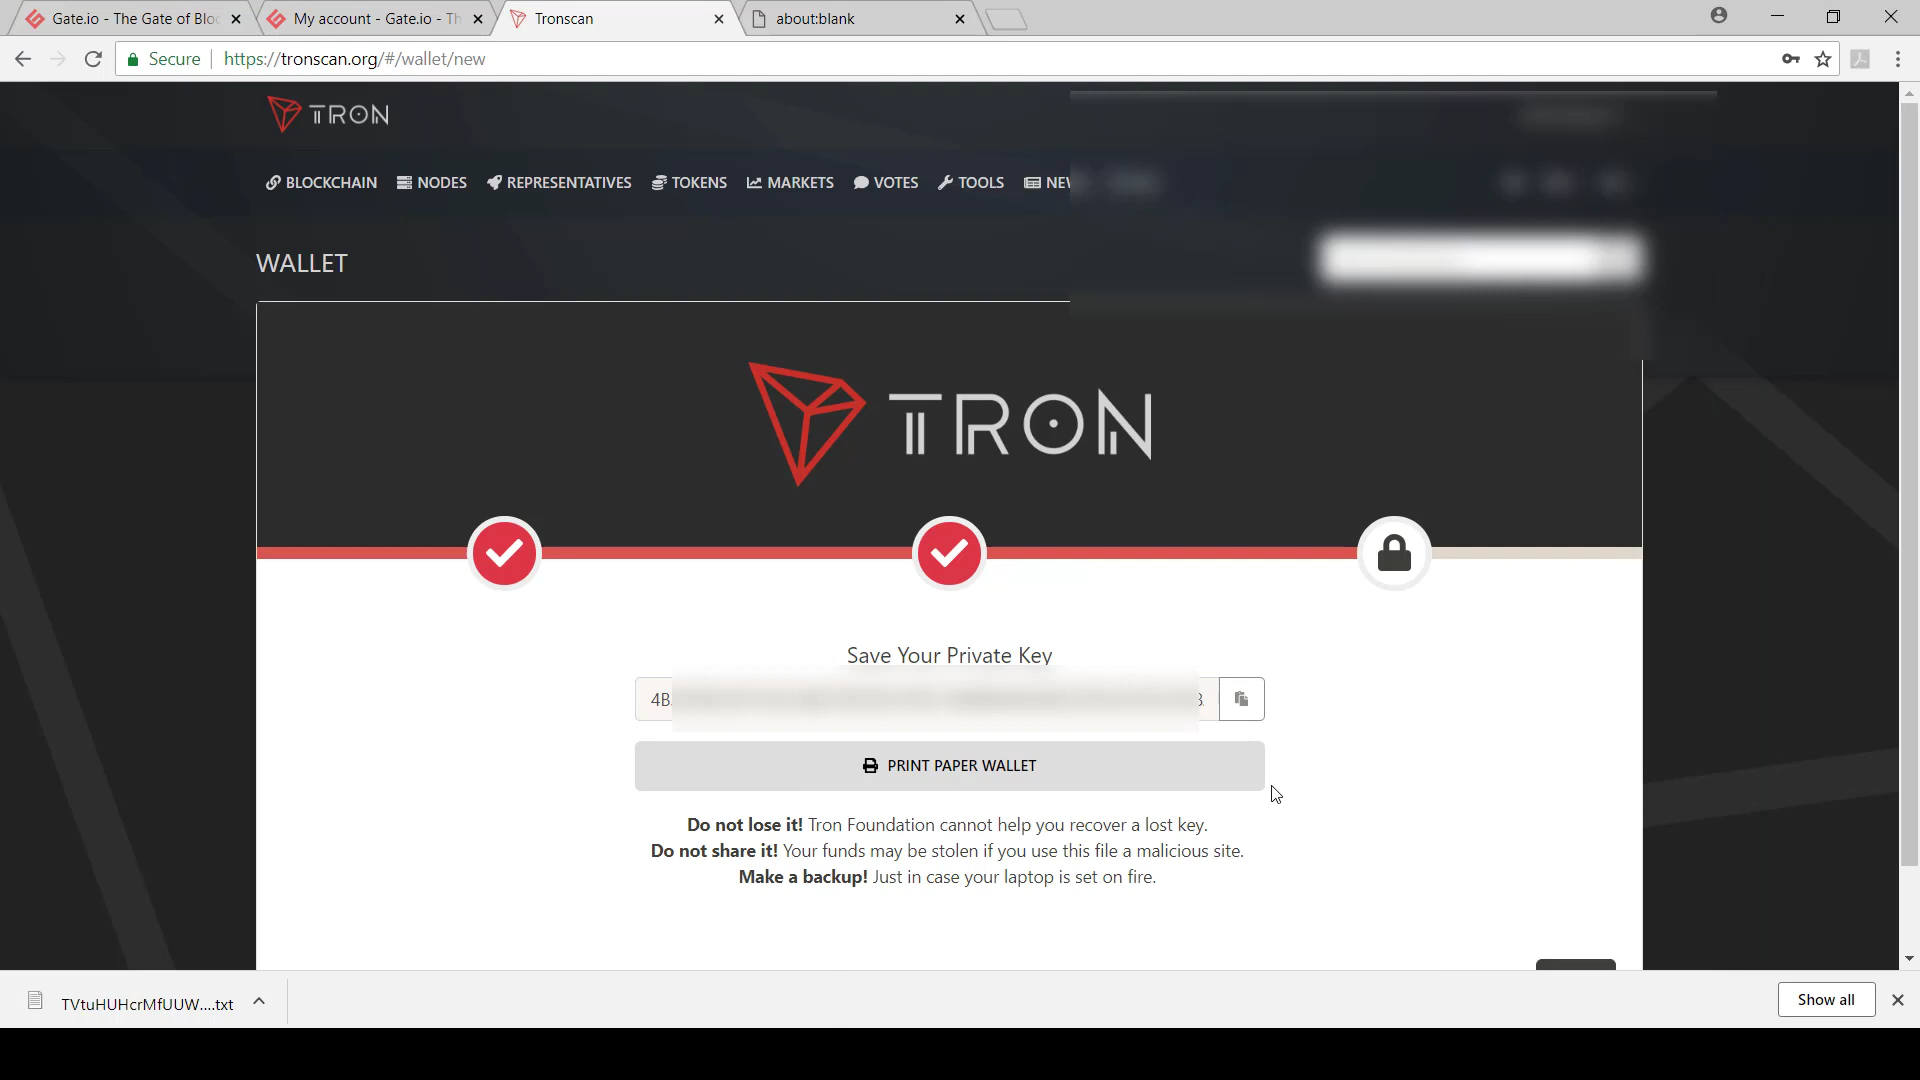 Gate.io - The Gate of Bloc
My account - Gate.io - Th
Tronscan
about:blank
Secure
https://tronscan.org/#/wallet/new
TRON
BLOCKCHAIN
NODES
REPRESENTATIVES
TOKENS
MARKETS
VOTES
TOOLS
WALLET
TRON
Save Your Private Key
4B
PRINT PAPER WALLET
Do not lose it! Tron Foundation cannot help you recover a lost key.
Do not share it! Your funds may be stolen if you use this file a malicious site.
Make a backup! Just in case your laptop is set on fire.
TVtuHUHcrMfUUW....txt
Show all